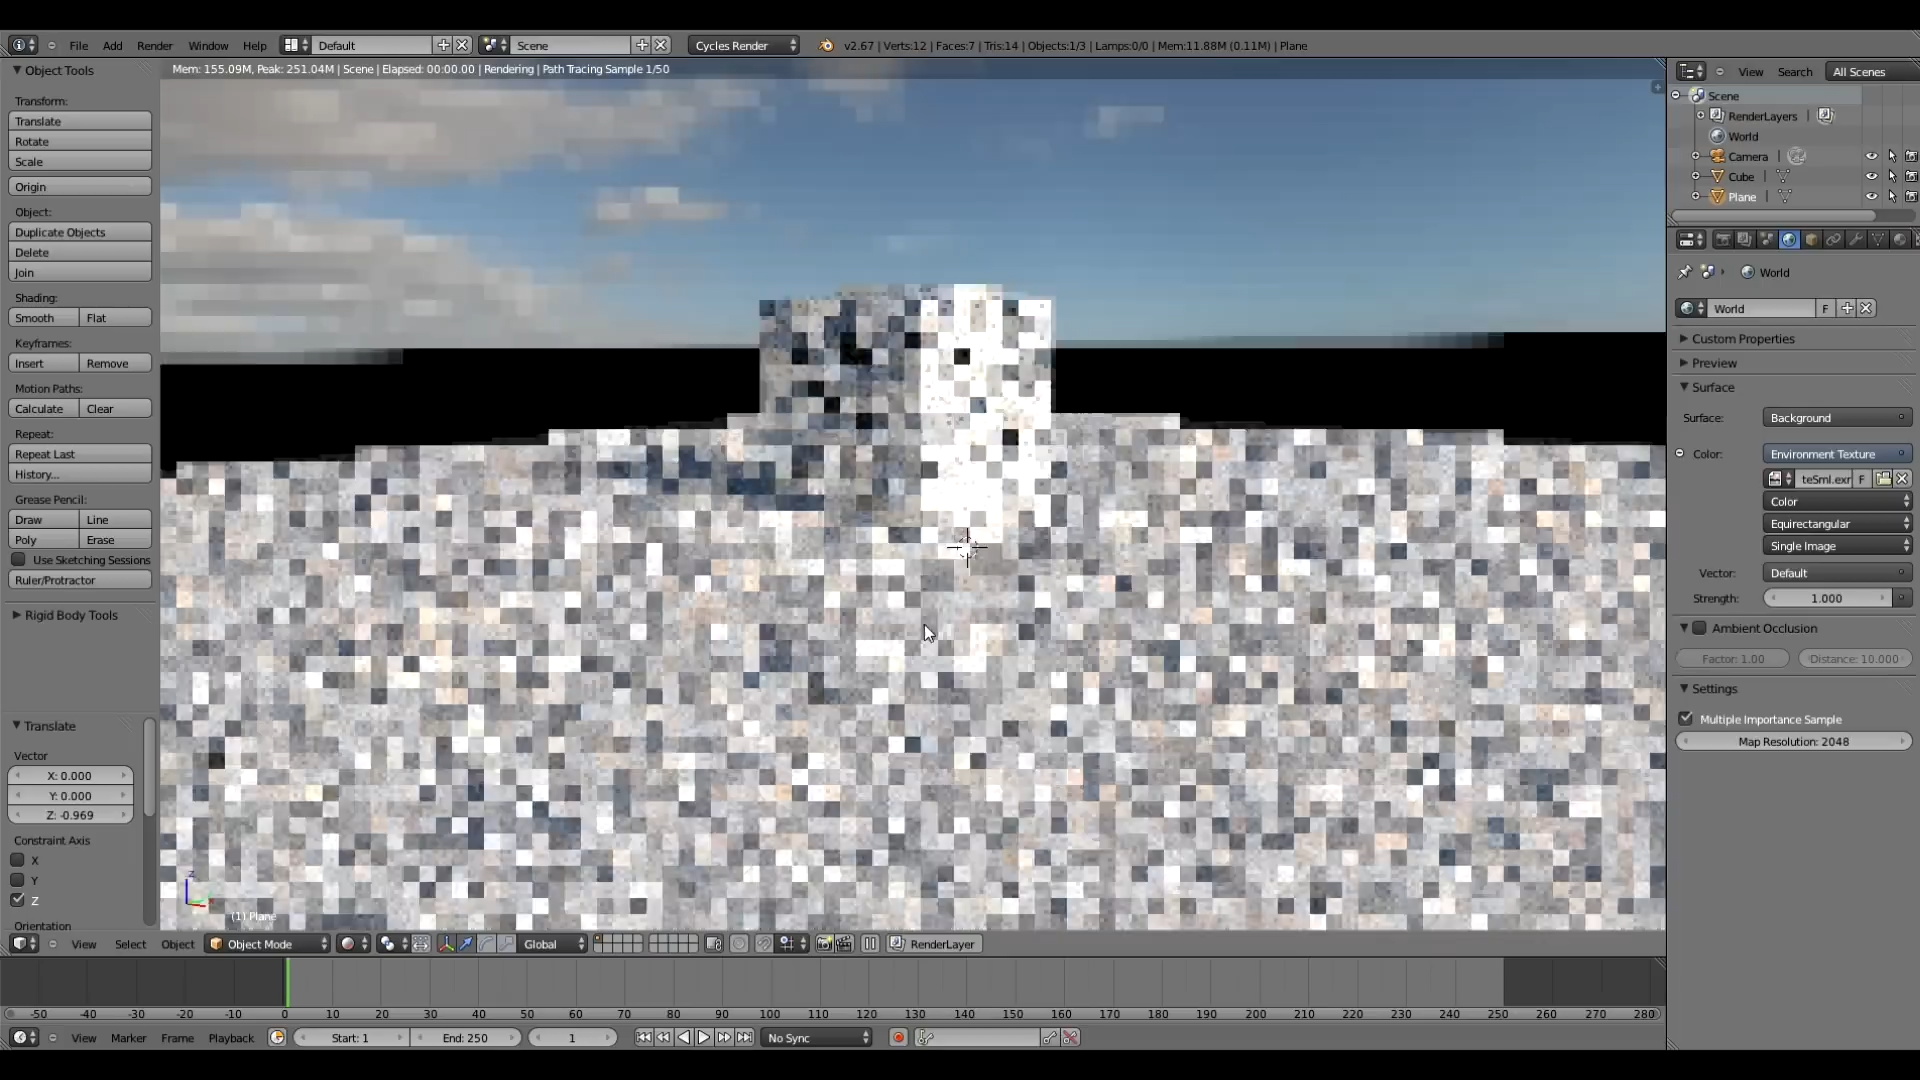 File Add Render Window Help Default Scene Cycles Render v2.67 | Verts:12 | Faces:7 | Tris:14 | Objects:1/3 | Lamps:0/0 | Mem:11.88M (0.11M) | Plane
Object Tools
Mem: 155.09M, Peak: 251.04M | Scene | Elapsed: 00:00.00 | Rendering | Path Tracing Sample 1/50
Transform:
Translate
Rotate
Scale
Origin
Object:
Duplicate Objects
Delete
Join
Shading:
Smooth Flat
Keyframes:
Insert Remove
Motion Paths:
Calculate Clear
Repeat:
Repeat Last
History...
Grease Pencil:
Draw Line
Poly Erase
Use Sketching Sessions
Ruler/Protractor
Rigid Body Tools
Translate
Vector
X: 0.000
Y: 0.000
Z: -0.969
Constraint Axis
X
Y
Z
Orientation
z
(1) Plane
View Select Object Object Mode Global RenderLayer
-50 -40 -30 -20 -10 0 10 20 30 40 50 60 70 80 90 100 110 120 130 140 150 160 170 180 190 200 210 220 230 240 250 260 270 280
View Marker Frame Playback Start: 1 End: 250 1 No Sync
View Search All Scenes
Scene
RenderLayers |
World
Camera |
Cube |
Plane |
World
World F
Custom Properties
Preview
Surface
Surface: Background
Color: Environment Texture
teSml.exr F
Color
Equirectangular
Single Image
Vector: Default
Strength: 1.000
Ambient Occlusion
Factor: 1.00 Distance: 10.000
Settings
Multiple Importance Sample
Map Resolution: 2048